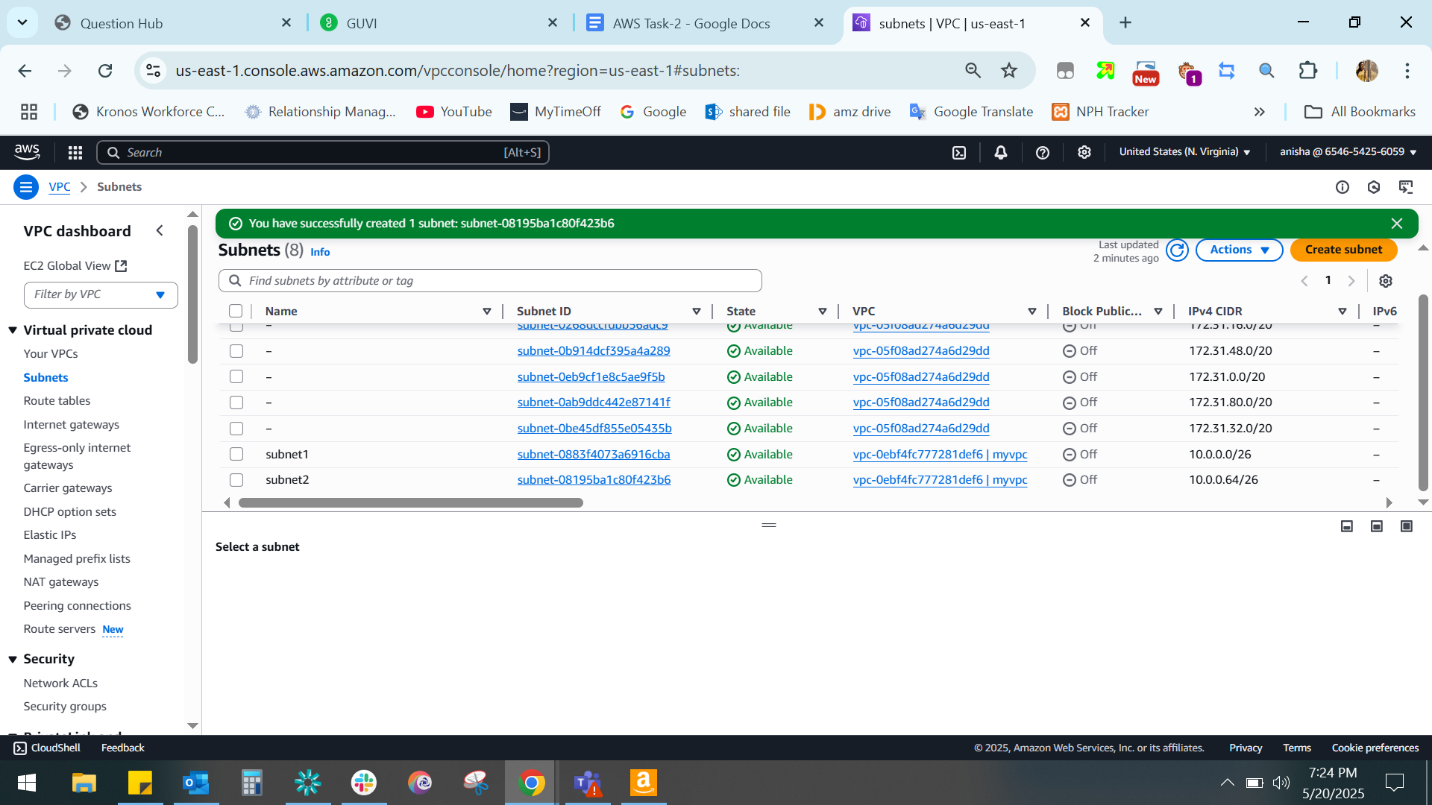 Question Hub
GUVI
AWS Task-2 - Google Docs
subnets | VPC | us-east-1
us-east-1.console.aws.amazon.com/vpcconsole/home?region=us-east-1#subnets:
New
1
Kronos Workforce C...
Relationship Manag...
YouTube
MyTimeOff
Google
shared file
amz drive
Google Translate
NPH Tracker
All Bookmarks
aws
Search
[Alt+S]
United States (N. Virginia)
anisha @ 6546-5425-6059
VPC
Subnets
You have successfully created 1 subnet: subnet-08195ba1c80f423b6
VPC dashboard
EC2 Global View
Filter by VPC
Virtual private cloud
Your VPCs
Subnets
Route tables
Internet gateways
Egress-only internet
gateways
Carrier gateways
DHCP option sets
Elastic IPs
Managed prefix lists
NAT gateways
Peering connections
Route servers New
Security
Network ACLs
Security groups
Subnets (8) Info
Last updated
2 minutes ago
Actions
Create subnet
Find subnets by attribute or tag
1
Name Subnet ID State VPC Block Public... IPv4 CIDR IPv6
– Available vpc-05f08ad274a6d29dd Off 172.31.16.0/20 –
– subnet-0b914dcf395a4a289 Available vpc-05f08ad274a6d29dd Off 172.31.48.0/20 –
– subnet-0eb9cf1e8c5ae9f5b Available vpc-05f08ad274a6d29dd Off 172.31.0.0/20 –
– subnet-0ab9ddc442e87141f Available vpc-05f08ad274a6d29dd Off 172.31.80.0/20 –
– subnet-0be45df855e05435b Available vpc-05f08ad274a6d29dd Off 172.31.32.0/20 –
subnet1 subnet-0883f4073a6916cba Available vpc-0ebf4fc777281def6 | myvpc Off 10.0.0.0/26 –
subnet2 subnet-08195ba1c80f423b6 Available vpc-0ebf4fc777281def6 | myvpc Off 10.0.0.64/26 –
Select a subnet
CloudShell
Feedback
© 2025, Amazon Web Services, Inc. or its affiliates.
Privacy
Terms
Cookie preferences
7:24 PM
5/20/2025